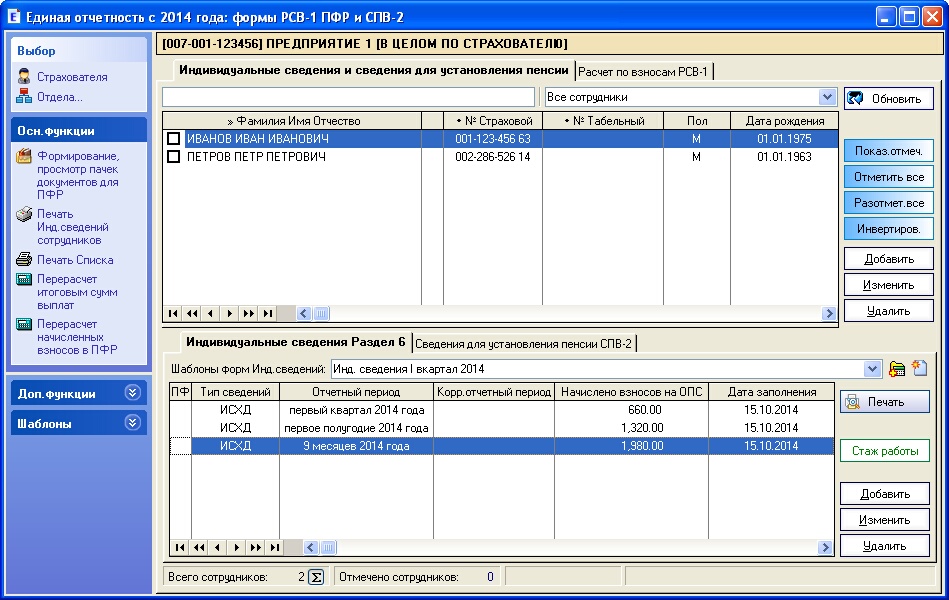 Единая отчетность с 2014 года: формы РСВ-1 ПФР и СПВ-2
Выбор
Страхователя
Отдела...
Осн.функции
Формирование,
просмотр пачек
документов для
ПФР
Печать
Инд.сведений
сотрудников
Печать Списка
Перерасчет
итоговым сумм
выплат
Перерасчет
начисленных
взносов в ПФР
Доп.функции
Шаблоны
[007-001-123456] ПРЕДПРИЯТИЕ 1 [В ЦЕЛОМ ПО СТРАХОВАТЕЛЮ]
Индивидуальные сведения и сведения для установления пенсии
Расчет по взносам РСВ-1
Все сотрудники
Обновить
» Фамилия Имя Отчество
• № Страховой
• № Табельный
Пол
Дата рождения
ИВАНОВ ИВАН ИВАНОВИЧ 001-123-456 63 М 01.01.1975
ПЕТРОВ ПЕТР ПЕТРОВИЧ 002-286-526 14 М 01.01.1963
Показ.отмеч.
Отметить все
Разотмет.все
Инвертиров.
Добавить
Изменить
Удалить
Индивидуальные сведения Раздел 6
Сведения для установления пенсии СПВ-2
Шаблоны форм Инд.сведений: Инд. сведения I квартал 2014
ПФ Тип сведений Отчетный период Корр.отчетный период Начислено взносов на ОПС Дата заполнения
ИСХД первый квартал 2014 года 660.00 15.10.2014
ИСХД первое полугодие 2014 года 1,320.00 15.10.2014
ИСХД 9 месяцев 2014 года 1,980.00 15.10.2014
Печать
Стаж работы
Добавить
Изменить
Удалить
Всего сотрудников: 2 Σ Отмечено сотрудников: 0